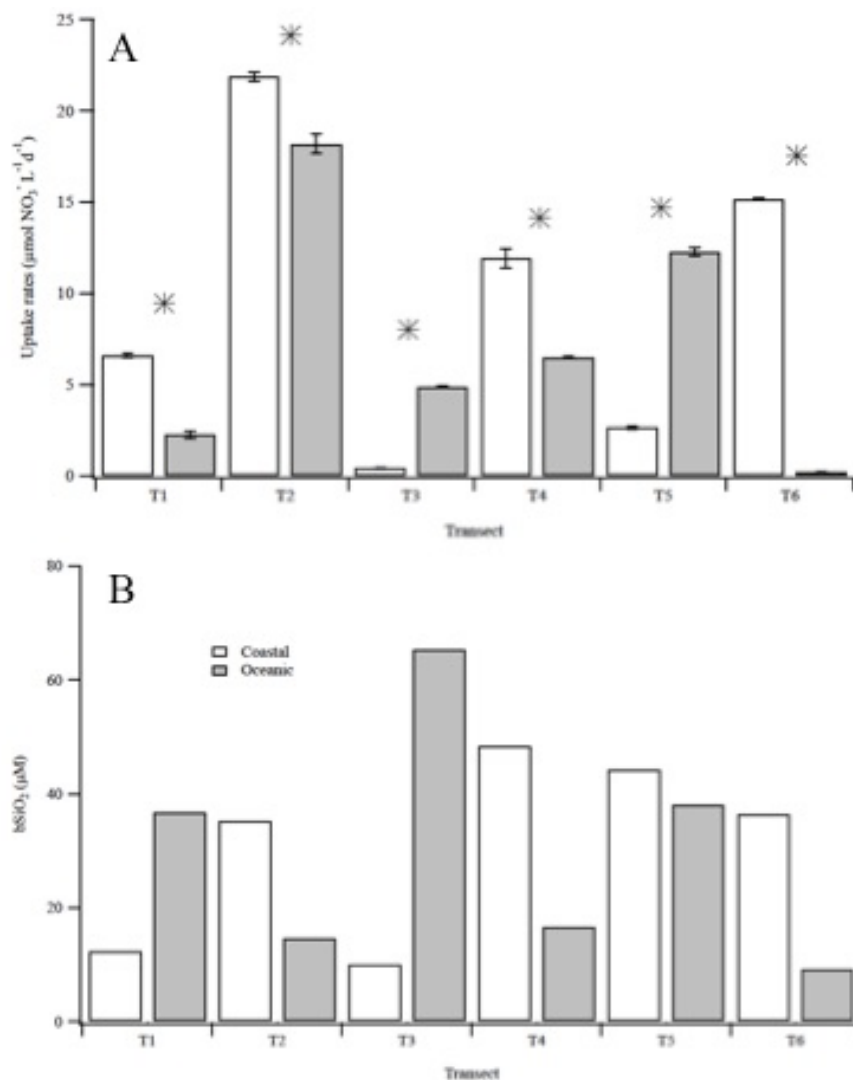 A
25
20
15
10
5
0
Uptake rates (μmol NO₃⁻ L⁻¹d⁻¹)
T1 T2 T3 T4 T5 T6
Transect
B
80
60
40
20
0
bSiO₂ (μM)
Coastal
Oceanic
T1 T2 T3 T4 T5 T6
Transect